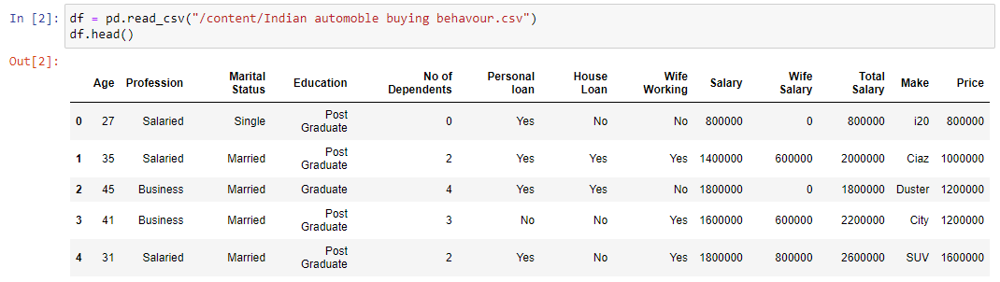 In [2]: df = pd.read_csv("/content/Indian automoble buying behavour.csv")
df.head()
Out[2]:
Age Profession Marital Status Education No of Dependents Personal loan House Loan Wife Working Salary Wife Salary Total Salary Make Price
0 27 Salaried Single Post Graduate 0 Yes No No 800000 0 800000 i20 800000
1 35 Salaried Married Post Graduate 2 Yes Yes Yes 1400000 600000 2000000 Ciaz 1000000
2 45 Business Married Graduate 4 Yes Yes No 1800000 0 1800000 Duster 1200000
3 41 Business Married Post Graduate 3 No No Yes 1600000 600000 2200000 City 1200000
4 31 Salaried Married Post Graduate 2 Yes No Yes 1800000 800000 2600000 SUV 1600000